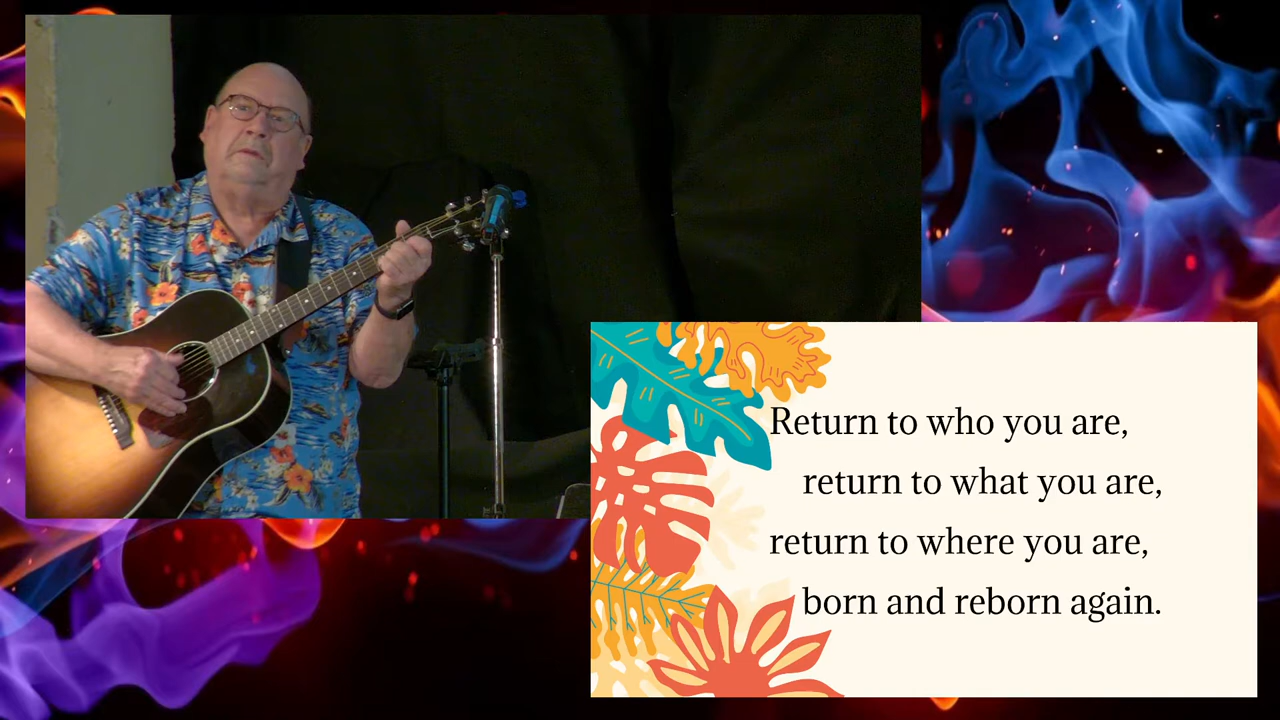 Return to who you are,
return to what you are,
return to where you are,
born and reborn again.